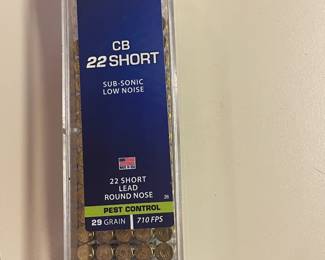 CB
22 SHORT
SUB-SONIC
LOW NOISE
22 SHORT
LEAD
ROUND NOSE
PEST CONTROL
29 GRAIN 710 FPS